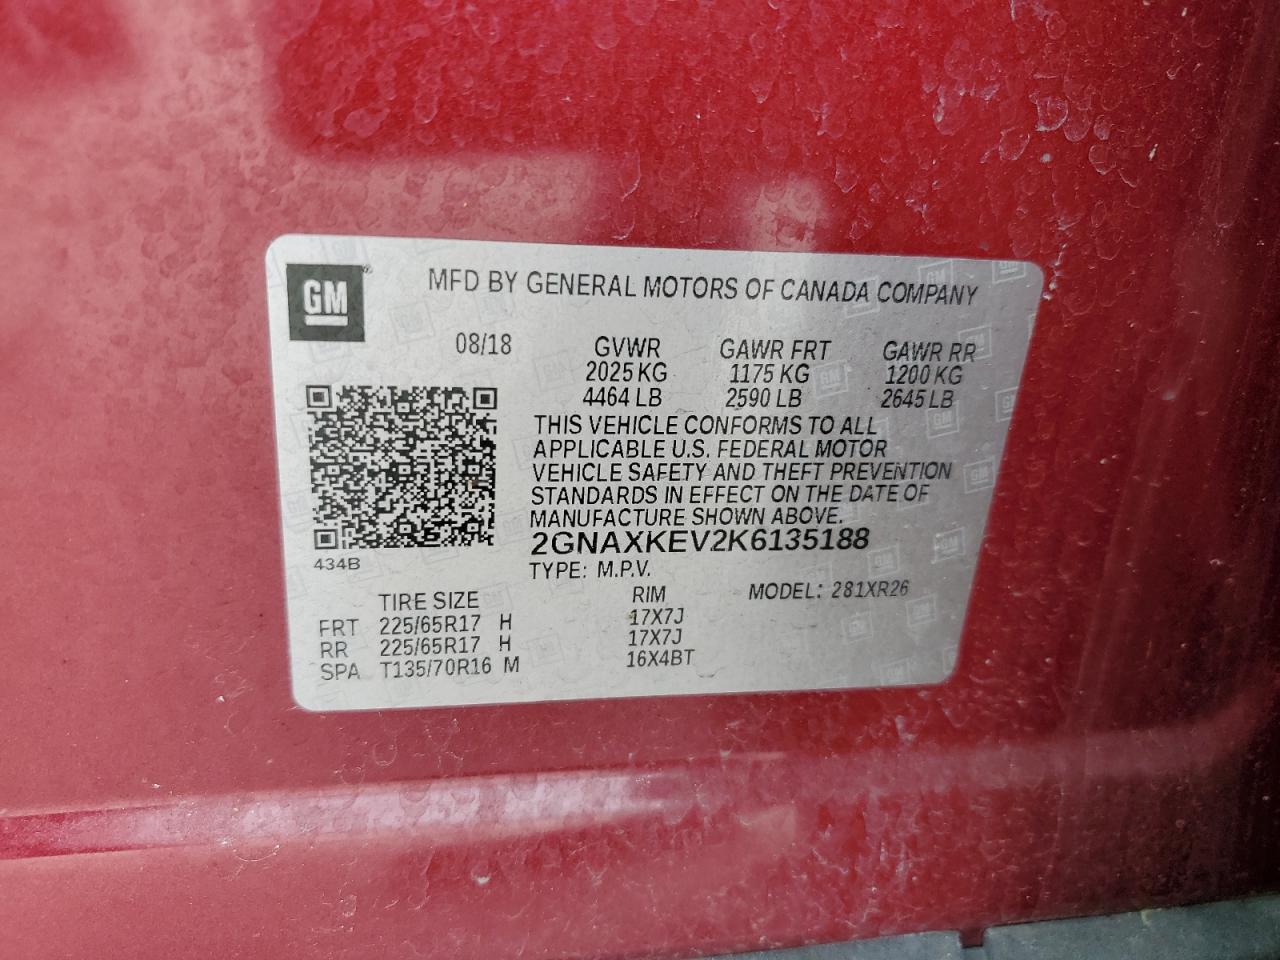 GM
MFD BY GENERAL MOTORS OF CANADA COMPANY
08/18 GVWR GAWR FRT GAWR RR
2025 KG 1175 KG 1200 KG
4464 LB 2590 LB 2645 LB
THIS VEHICLE CONFORMS TO ALL
APPLICABLE U.S. FEDERAL MOTOR
VEHICLE SAFETY AND THEFT PREVENTION
STANDARDS IN EFFECT ON THE DATE OF
MANUFACTURE SHOWN ABOVE.
2GNAXKEV2K6135188
434B
TYPE: M.P.V. MODEL: 281XR26
TIRE SIZE RIM
FRT 225/65R17 H 17X7J
RR 225/65R17 H 17X7J
SPA T135/70R16 M 16X4BT